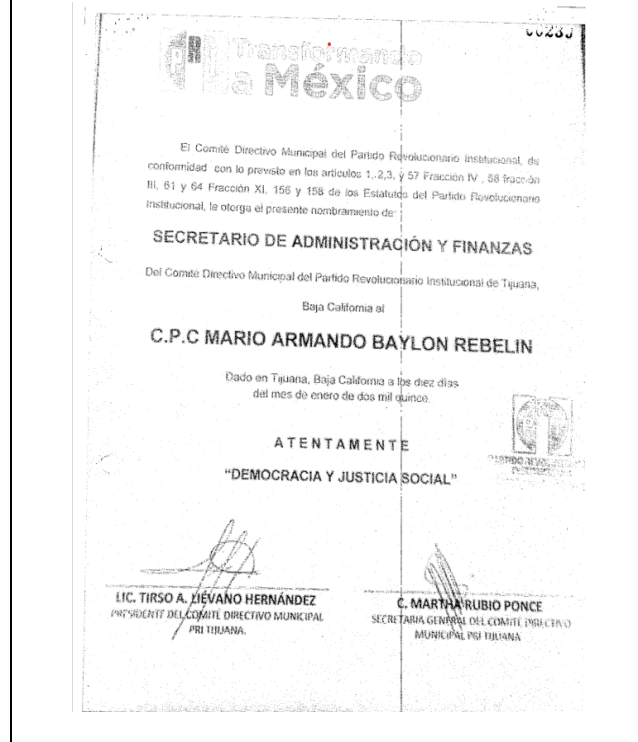 00235
PRI Transformando
a México
El Comité Directivo Municipal del Partido Revolucionario Institucional, de
conformidad con lo previsto en los artículos 1,.2,3, y 57 Fracción IV , 58 fracción
III, 61 y 64 Fracción XI, 156 y 158 de los Estatutos del Partido Revolucionario
Institucional, le otorga el presente nombramiento de:
SECRETARIO DE ADMINISTRACIÓN Y FINANZAS
Del Comité Directivo Municipal del Partido Revolucionario Institucional de Tijuana,
Baja California al
C.P.C MARIO ARMANDO BAYLON REBELIN
Dado en Tijuana, Baja California a los diez días
del mes de enero de dos mil quince.
ATENTAMENTE
"DEMOCRACIA Y JUSTICIA SOCIAL"
LIC. TIRSO A. LIÉVANO HERNÁNDEZ
PRESIDENTE DEL COMITÉ DIRECTIVO MUNICIPAL
PRI TIJUANA.
C. MARTHA RUBIO PONCE
SECRETARIA GENERAL DEL COMITÉ DIRECTIVO
MUNICIPAL PRI TIJUANA